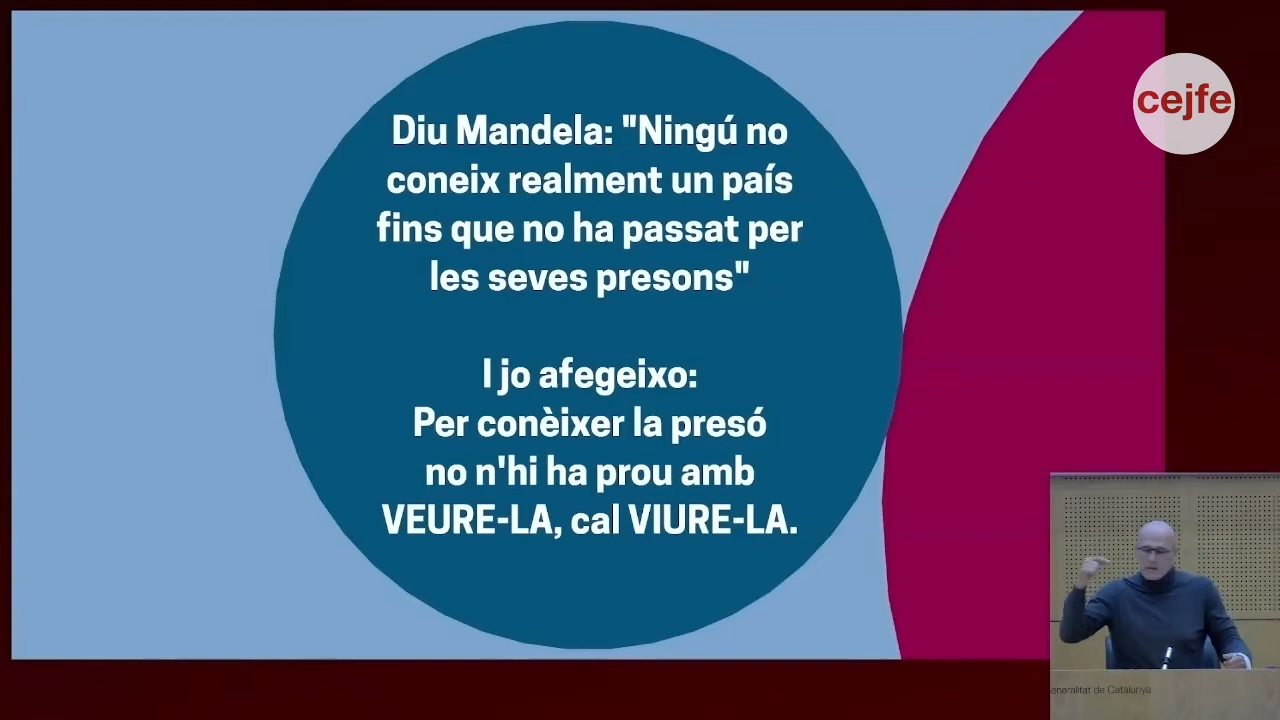 cejfe
Diu Mandela: "Ningú no
coneix realment un país
fins que no ha passat per
les seves presons"
I jo afegeixo:
Per conèixer la presó
no n'hi ha prou amb
VEURE-LA, cal VIURE-LA.
eneralitat de Catalunya